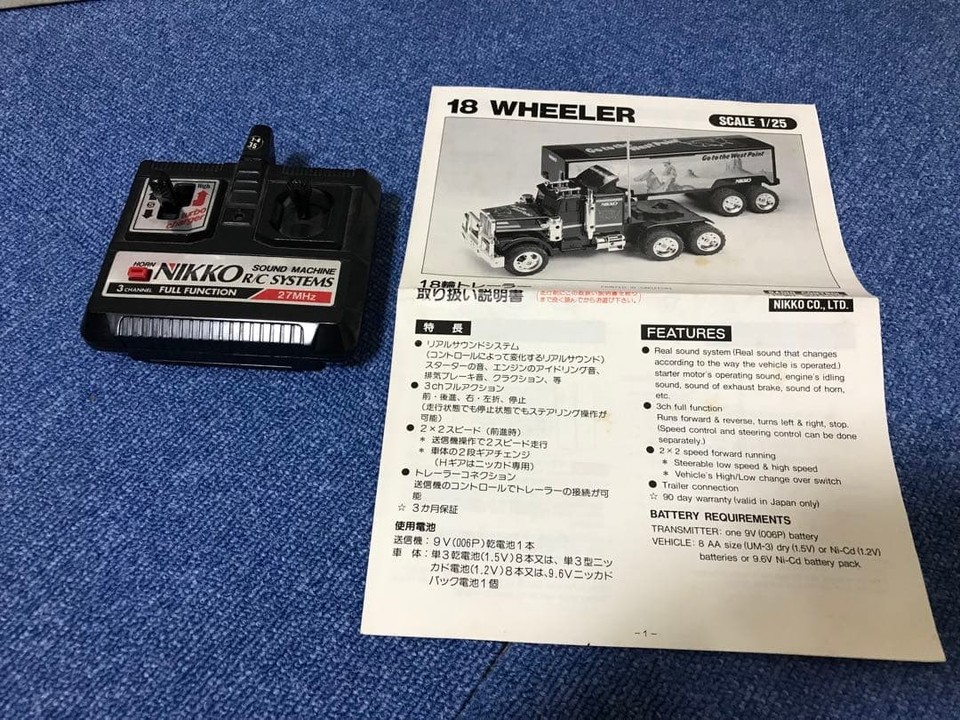 High
turbo
charger
HORN
NIKKO
SOUND MACHINE
R/C SYSTEMS
3 CHANNEL FULL FUNCTION
27MHz
18 WHEELER
SCALE 1/25
Go to the West Point
Go to the West Point
NIKKO
18輪トレーラー
取り扱い説明書
NIKKO CO., LTD.
特長
● リアルサウンドシステム
(コントロールによって変化するリアルサウンド)
スターターの音、エンジンのアイドリング音、
排気ブレーキ音、クラクション、等
● 3chフルアクション
前・後進、右・左折、停止
(走行状態でも停止状態でもステアリング操作が
可能)
● 2×2スピード (前進時)
* 送信機操作で2スピード走行
* 車体の2段ギアチェンジ
(Hギアはニッカド専用)
● トレーラーコネクション
送信機のコントロールでトレーラーの接続が可
能
☆ 3か月保証
使用電池
送信機:9V(006P)乾電池1本
車 体:単3乾電池(1.5V)8本又は、単3型ニッ
カド電池(1.2V)8本又は、9.6Vニッカド
パック電池1個
FEATURES
● Real sound system (Real sound that changes
according to the way the vehicle is operated.)
starter motor's operating sound, engine's idling
sound, sound of exhaust brake, sound of horn,
etc.
● 3ch full function
Runs forward & reverse, turns left & right, stop.
(Speed control and steering control can be done
separately.)
● 2×2 speed forward running
* Steerable low speed & high speed
* Vehicle's High/Low change over switch
● Trailer connection
☆ 90 day warranty (valid in Japan only)
BATTERY REQUIREMENTS
TRANSMITTER: one 9V (006P) battery
VEHICLE: 8 AA size (UM-3) dry (1.5V) or Ni-Cd (1.2V)
batteries or 9.6V Ni-Cd battery pack
-1-